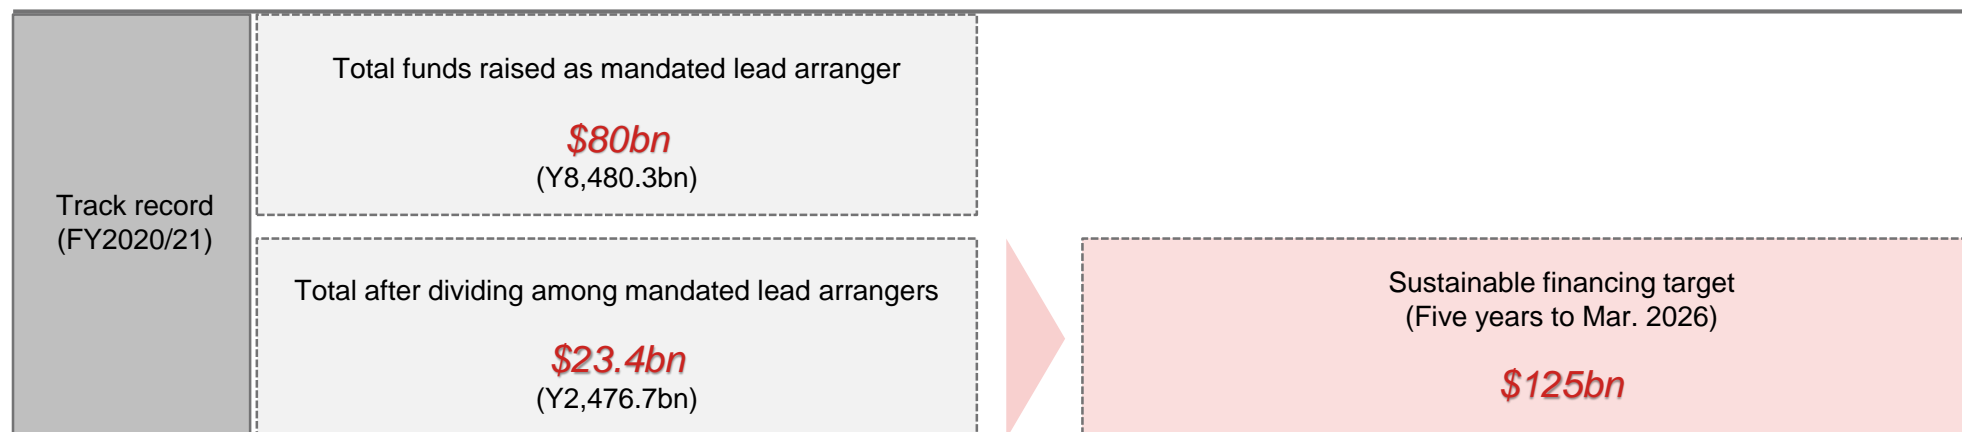 Track record
(FY2020/21)
Total funds raised as mandated lead arranger
$80bn
(Y8,480.3bn)
Total after dividing among mandated lead arrangers
$23.4bn
(Y2,476.7bn)
Sustainable financing target
(Five years to Mar. 2026)
$125bn